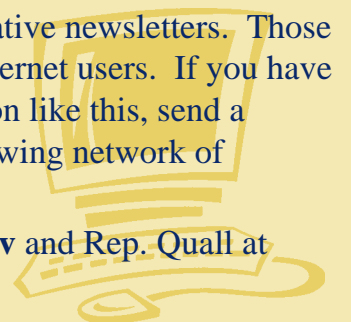 ative newsletters. Those
ernet users. If you have
on like this, send a
wing network of
v and Rep. Quall at